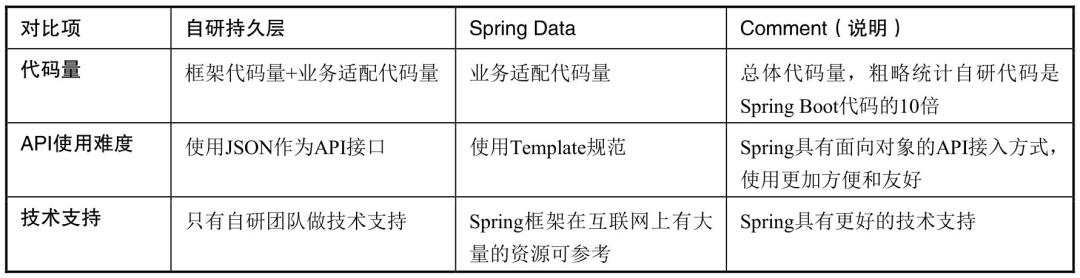 对比项 自研持久层 Spring Data Comment（说明）
代码量 框架代码量+业务适配代码量 业务适配代码量 总体代码量，粗略统计自研代码是
Spring Boot代码的10倍
API使用难度 使用JSON作为API接口 使用Template规范 Spring具有面向对象的API接入方式，
使用更加方便和友好
技术支持 只有自研团队做技术支持 Spring框架在互联网上有大 Spring具有更好的技术支持
量的资源可参考